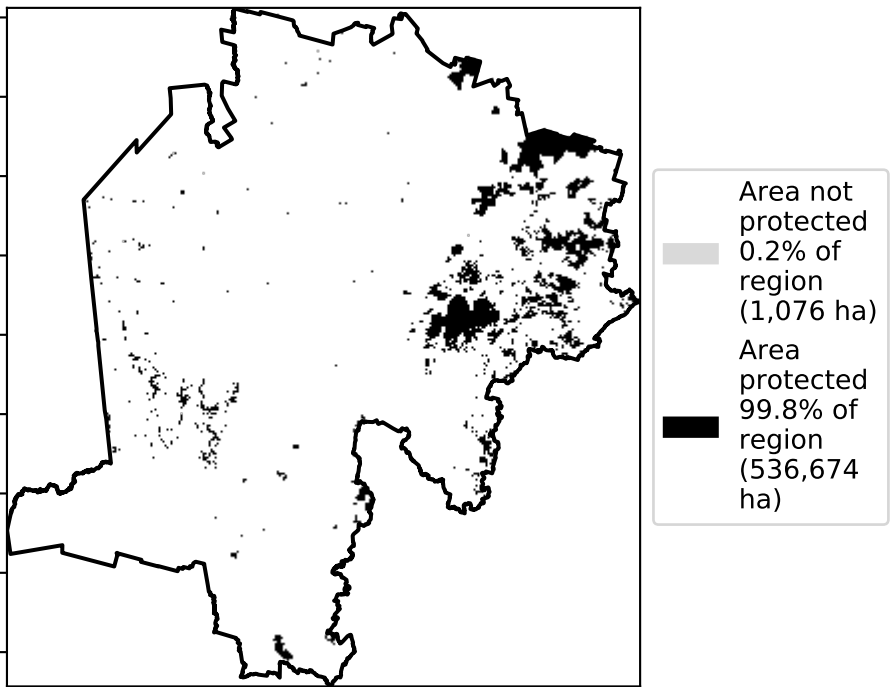 Area not
protected
0.2% of
region
(1,076 ha)
Area
protected
99.8% of
region
(536,674
ha)